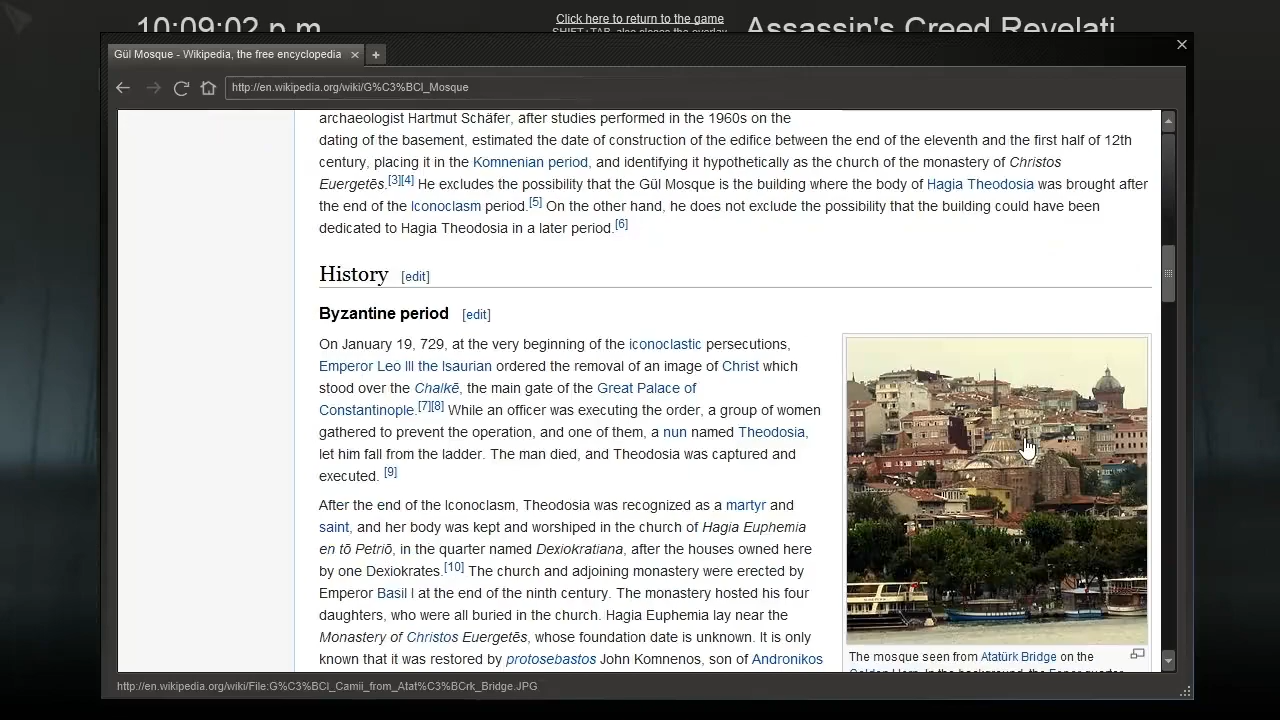 10:09:02 p.m
Click here to return to the game
SHIFT+TAB also closes the overlay
Assassin's Creed Revelati
Gül Mosque - Wikipedia, the free encyclopedia
http://en.wikipedia.org/wiki/G%C3%BCl_Mosque
archaeologist Hartmut Schäfer, after studies performed in the 1960s on the
dating of the basement, estimated the date of construction of the edifice between the end of the eleventh and the first half of 12th
century, placing it in the Komnenian period, and identifying it hypothetically as the church of the monastery of Christos
Euergetēs.[3][4] He excludes the possibility that the Gül Mosque is the building where the body of Hagia Theodosia was brought after
the end of the Iconoclasm period.[5] On the other hand, he does not exclude the possibility that the building could have been
dedicated to Hagia Theodosia in a later period.[6]
History [edit]
Byzantine period [edit]
On January 19, 729, at the very beginning of the iconoclastic persecutions,
Emperor Leo III the Isaurian ordered the removal of an image of Christ which
stood over the Chalkē, the main gate of the Great Palace of
Constantinople.[7][8] While an officer was executing the order, a group of women
gathered to prevent the operation, and one of them, a nun named Theodosia,
let him fall from the ladder. The man died, and Theodosia was captured and
executed. [9]
After the end of the Iconoclasm, Theodosia was recognized as a martyr and
saint, and her body was kept and worshiped in the church of Hagia Euphemia
en tō Petriō, in the quarter named Dexiokratiana, after the houses owned here
by one Dexiokrates.[10] The church and adjoining monastery were erected by
Emperor Basil I at the end of the ninth century. The monastery hosted his four
daughters, who were all buried in the church. Hagia Euphemia lay near the
Monastery of Christos Euergetēs, whose foundation date is unknown. It is only
known that it was restored by protosebastos John Komnenos, son of Andronikos
The mosque seen from Atatürk Bridge on the
Golden Horn. In the background, the Fener quarter
http://en.wikipedia.org/wiki/File:G%C3%BCl_Camii_from_Atat%C3%BCrk_Bridge.JPG